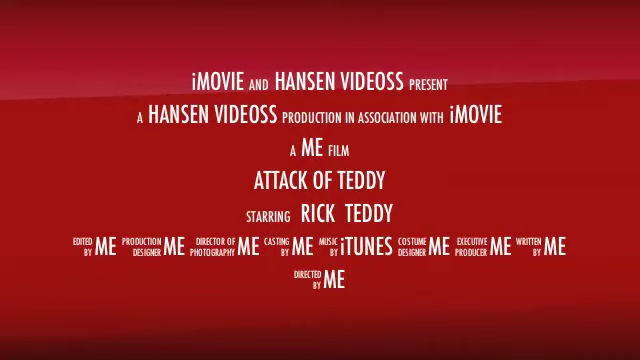 iMOVIE AND HANSEN VIDEOSS PRESENT
A HANSEN VIDEOSS PRODUCTION IN ASSOCIATION WITH iMOVIE
A ME FILM
ATTACK OF TEDDY
STARRING RICK TEDDY
EDITED BY ME PRODUCTION DESIGNER ME DIRECTOR OF PHOTOGRAPHY ME CASTING BY ME MUSIC BY iTUNES COSTUME DESIGNER ME EXECUTIVE PRODUCER ME WRITTEN BY ME
DIRECTED BY ME